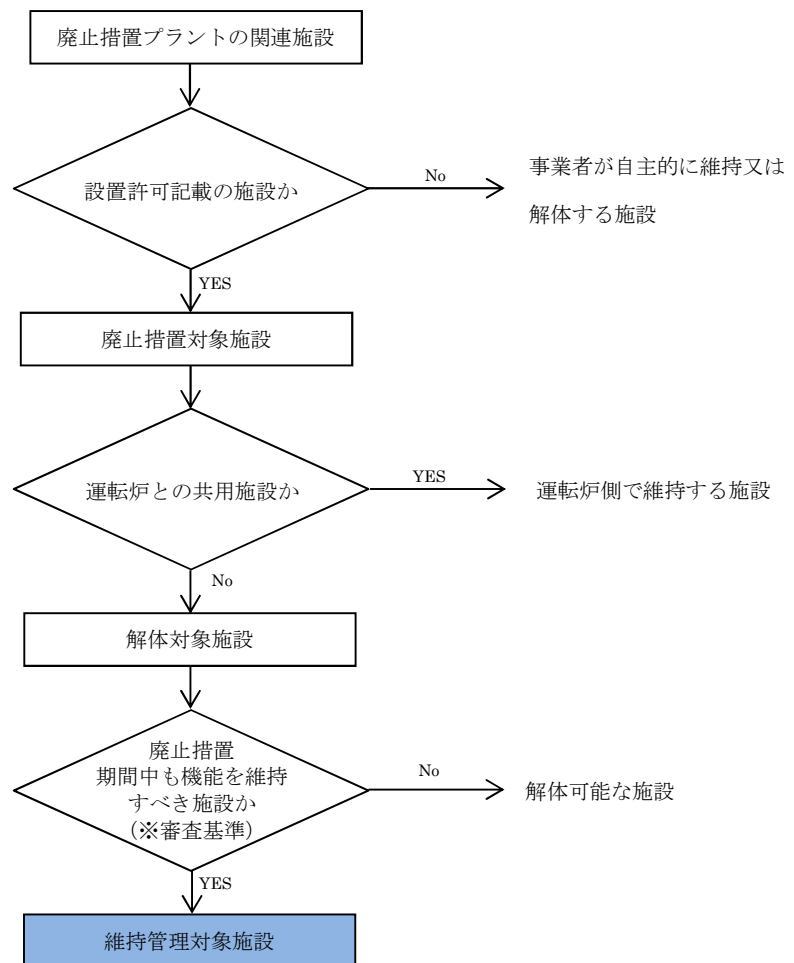 廃止措置プラントの関連施設
設置許可記載の施設か
No
事業者が自主的に維持又は
解体する施設
YES
廃止措置対象施設
運転炉との共用施設か
YES
運転炉側で維持する施設
No
解体対象施設
廃止措置
期間中も機能を維持
すべき施設か
(※審査基準)
No
解体可能な施設
YES
維持管理対象施設